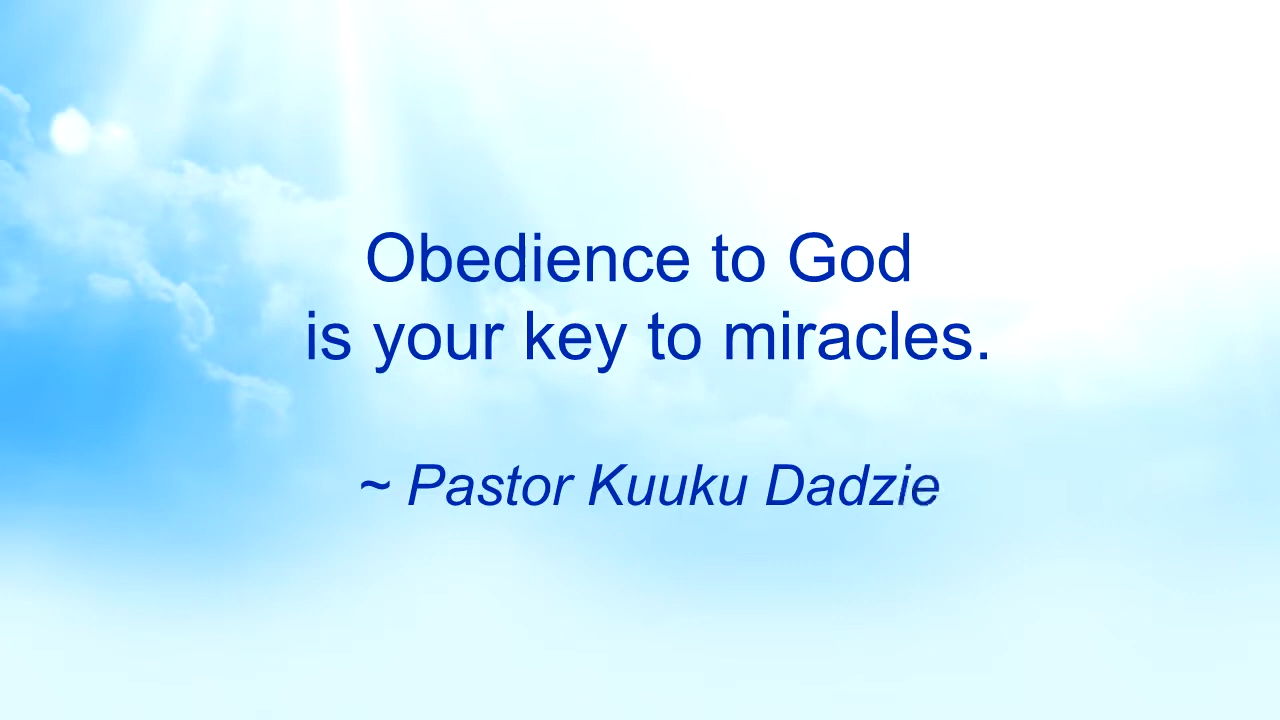 Obedience to God
is your key to miracles.
~ Pastor Kuuku Dadzie